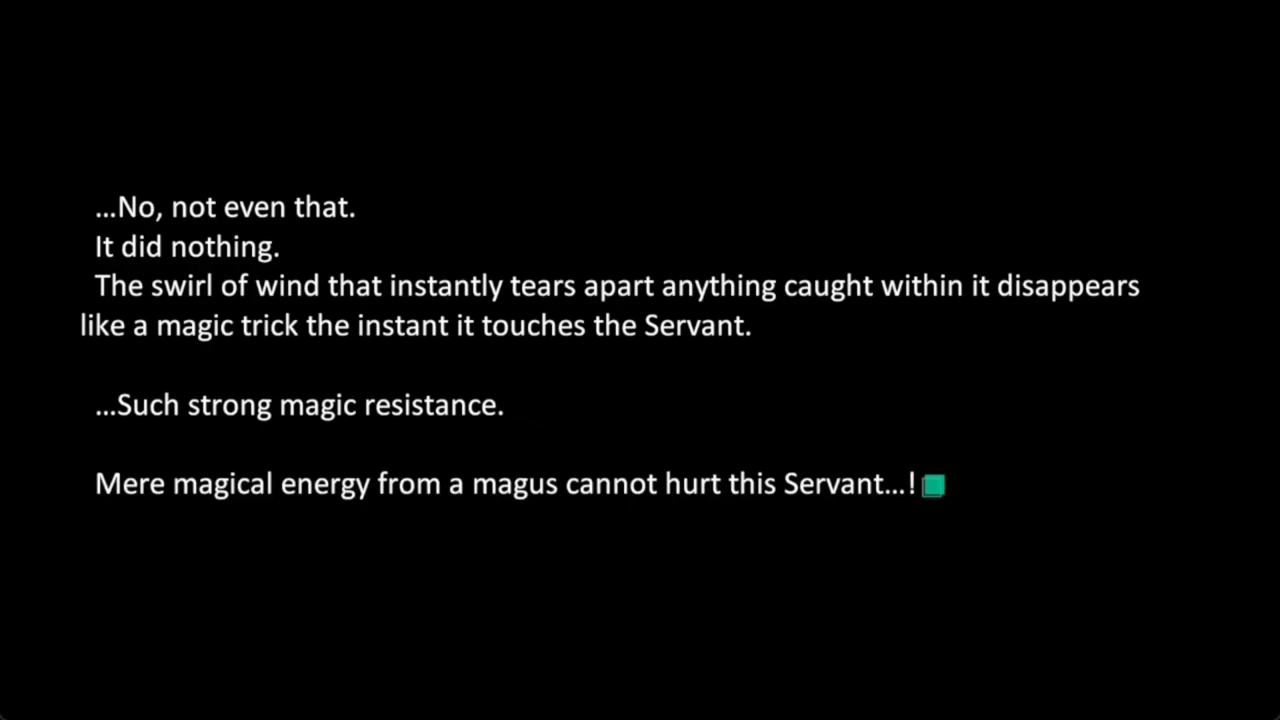 ...No, not even that.
It did nothing.
The swirl of wind that instantly tears apart anything caught within it disappears
like a magic trick the instant it touches the Servant.
...Such strong magic resistance.
Mere magical energy from a magus cannot hurt this Servant...!